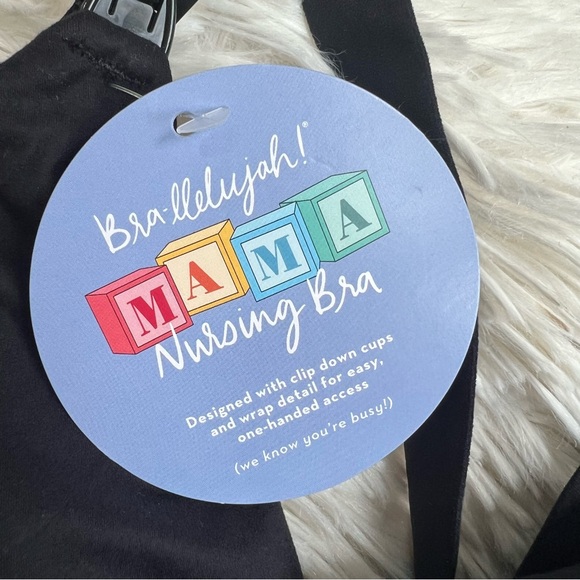 Bra-llelujah!®
MAMA
Nursing Bra
Designed with clip down cups
and wrap detail for easy,
one-handed access
(we know you're busy!)